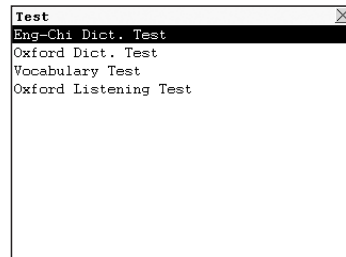 Test
Eng-Chi Dict. Test
Oxford Dict. Test
Vocabulary Test
Oxford Listening Test